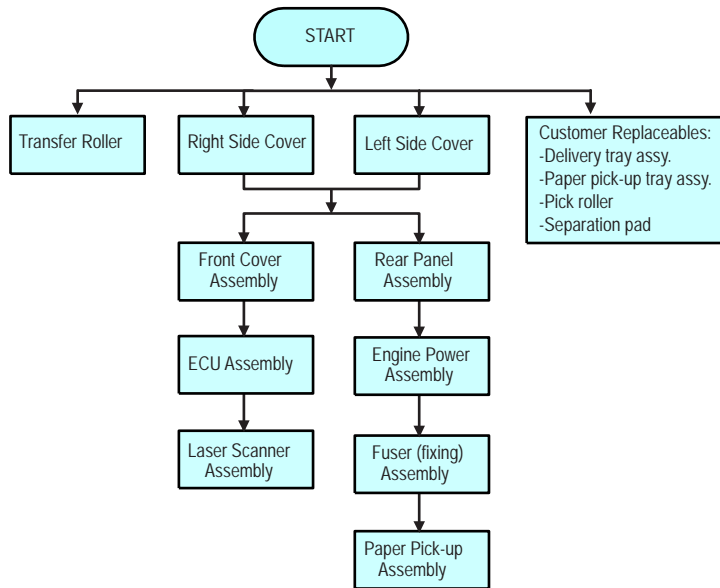 START
Transfer Roller
Right Side Cover
Left Side Cover
Customer Replaceables:
-Delivery tray assy.
-Paper pick-up tray assy.
-Pick roller
-Separation pad
Front Cover
Assembly
Rear Panel
Assembly
ECU Assembly
Engine Power
Assembly
Laser Scanner
Assembly
Fuser (fixing)
Assembly
Paper Pick-up
Assembly